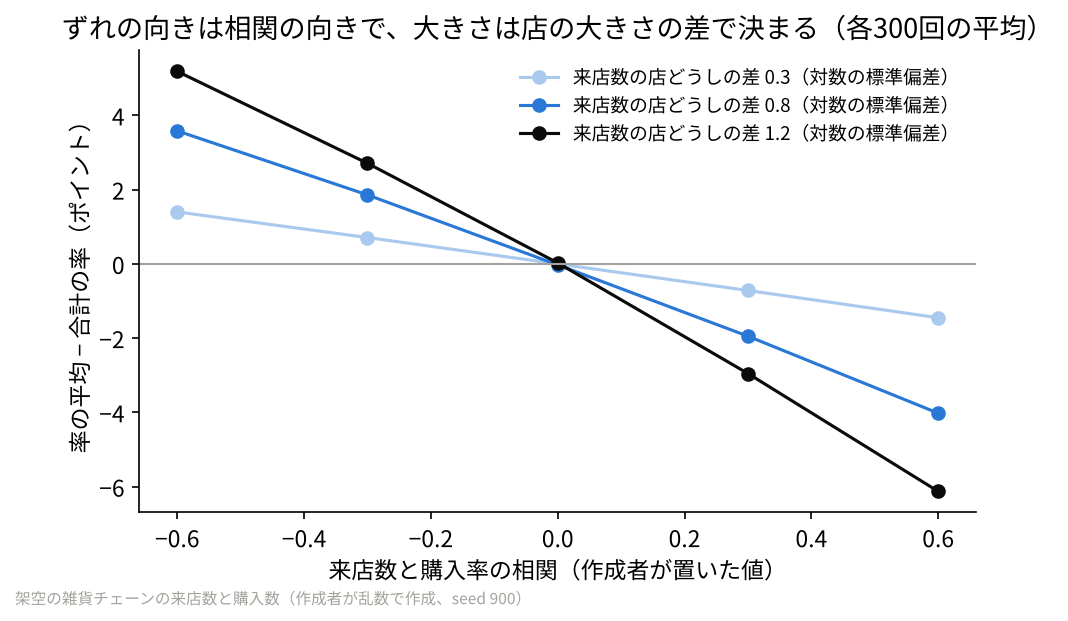 ずれの向きは相関の向きで、大きさは店の大きさの差で決まる（各300回の平均）
来店数の店どうしの差 0.3（対数の標準偏差）
来店数の店どうしの差 0.8（対数の標準偏差）
来店数の店どうしの差 1.2（対数の標準偏差）
率の平均 − 合計の率（ポイント）
4
2
0
−2
−4
−6
−0.6 −0.4 −0.2 0.0 0.2 0.4 0.6
来店数と購入率の相関（作成者が置いた値）
架空の雑貨チェーンの来店数と購入数（作成者が乱数で作成、seed 900）